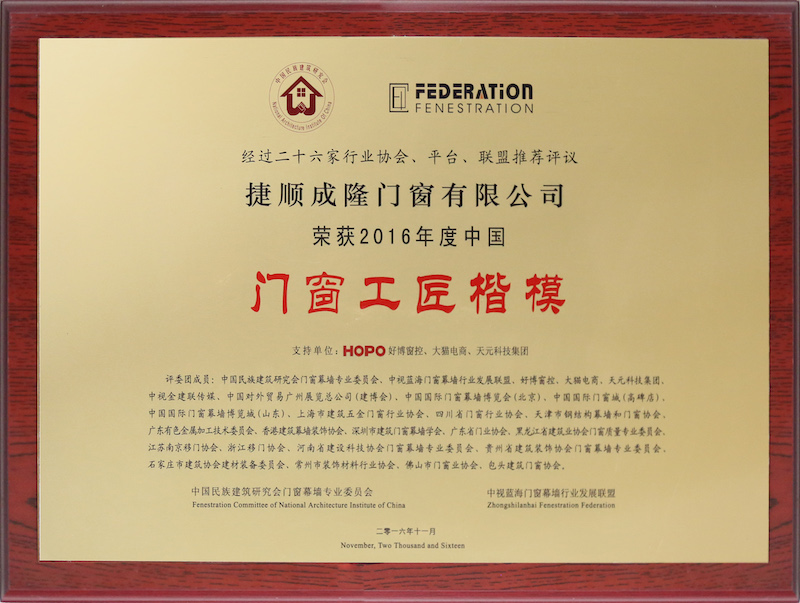 中国民族建筑研究会
National Architecture Institute Of China
FEDERATION
FENESTRATION
经过二十六家行业协会、平台、联盟推荐评议
捷顺成隆门窗有限公司
荣获2016年度中国
门窗工匠楷模
支持单位：HOPO好博窗控、大猫电商、天元科技集团
评委团成员：中国民族建筑研究会门窗幕墙专业委员会、中视蓝海门窗幕墙行业发展联盟、好博窗控、大猫电商、天元科技集团、
中视金建联传媒、中国对外贸易广州展览总公司(建博会)、中国国际门窗幕墙博览会(北京)、中国国际门窗城(高碑店)、
中国国际门窗幕墙博览城(山东)、上海市建筑五金门窗行业协会、四川省门窗行业协会、天津市钢结构幕墙和门窗协会、
广东有色金属加工技术委员会、香港建筑幕墙装饰协会、深圳市建筑门窗幕墙学会、广东省门业协会、黑龙江省建筑业协会门窗质量专业委员会、
江苏南京移门协会、浙江移门协会、河南省建设科技协会门窗幕墙专业委员会、贵州省建筑装饰协会门窗幕墙专业委员会、
石家庄市建筑协会建材装备委员会、常州市装饰材料行业协会、佛山市门窗业协会、包头建筑门窗协会。
中国民族建筑研究会门窗幕墙专业委员会
Fenestration Committee of National Architecture Institute of China
中视蓝海门窗幕墙行业发展联盟
Zhongshilanhai Fenestration Federation
二零一六年十一月
November, Two Thousand and Sixteen